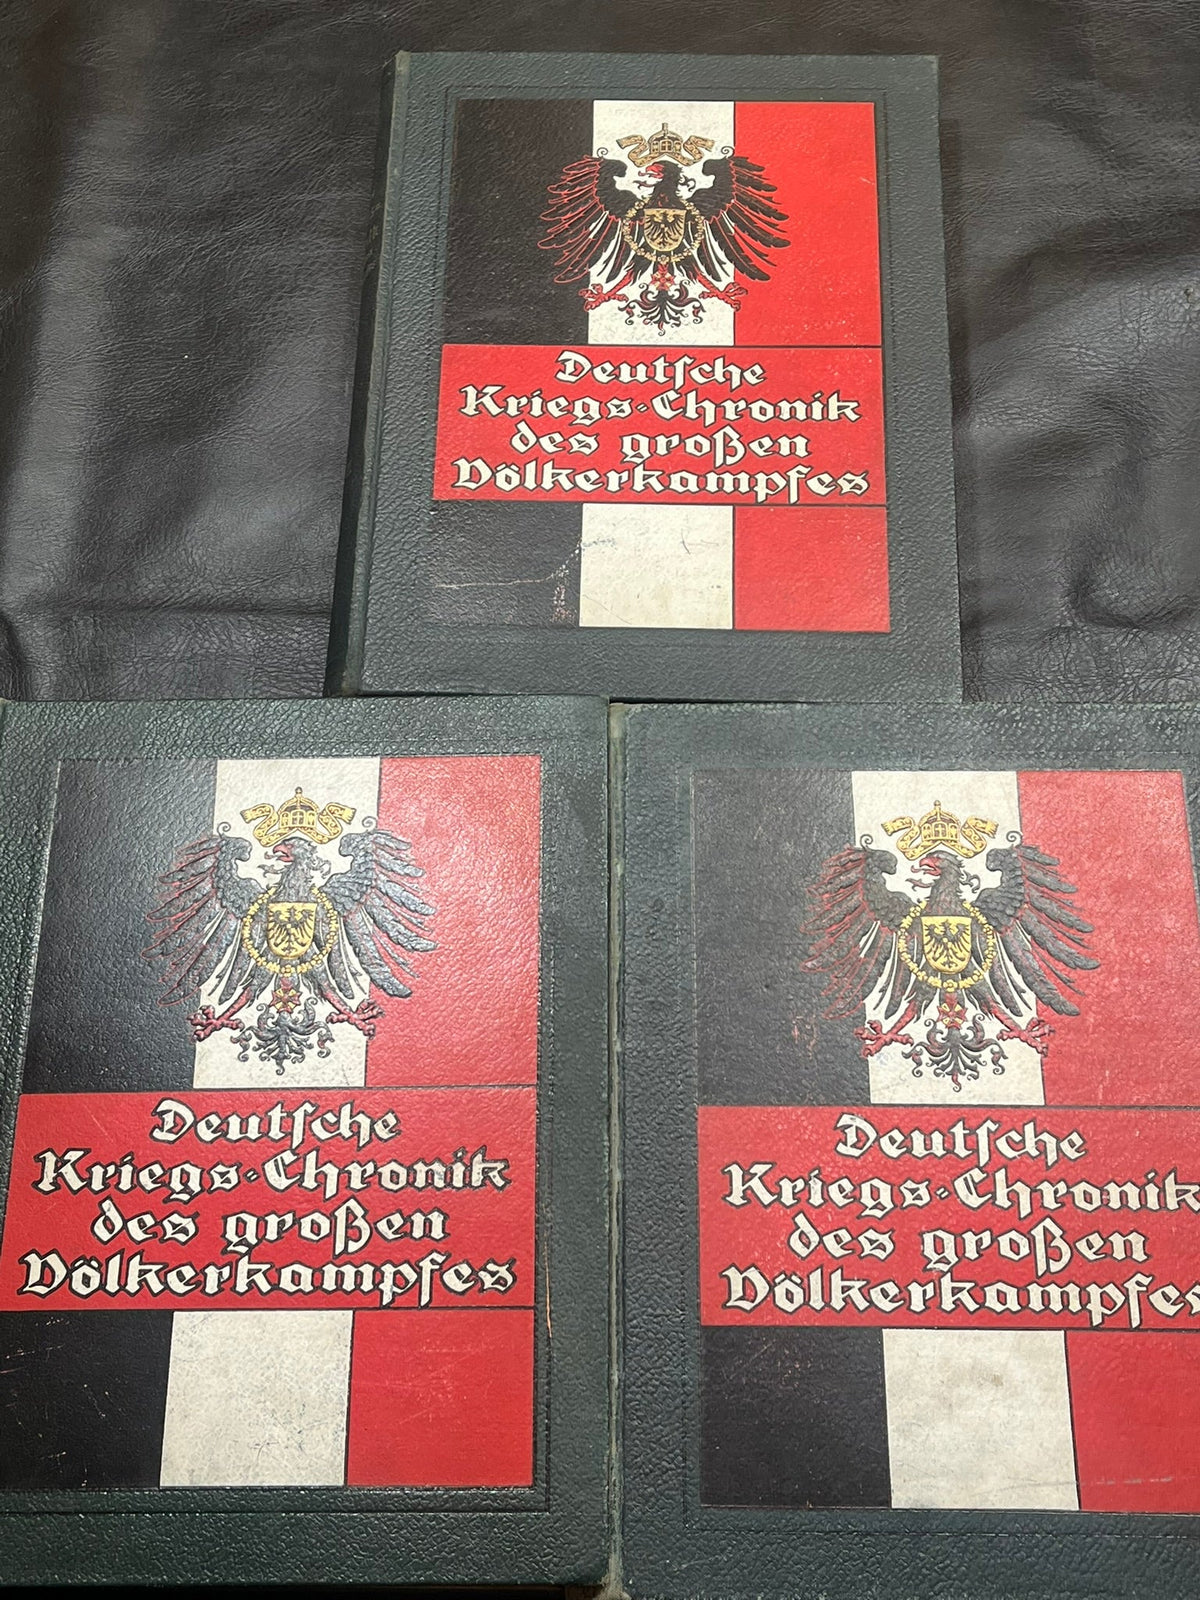 Deutſche
Kriegs-Chronik
des großen
Völkerkampfes
Deutſche
Kriegs-Chronik
des großen
Völkerkampfes
Deutſche
Kriegs-Chronik
des großen
Völkerkampfes